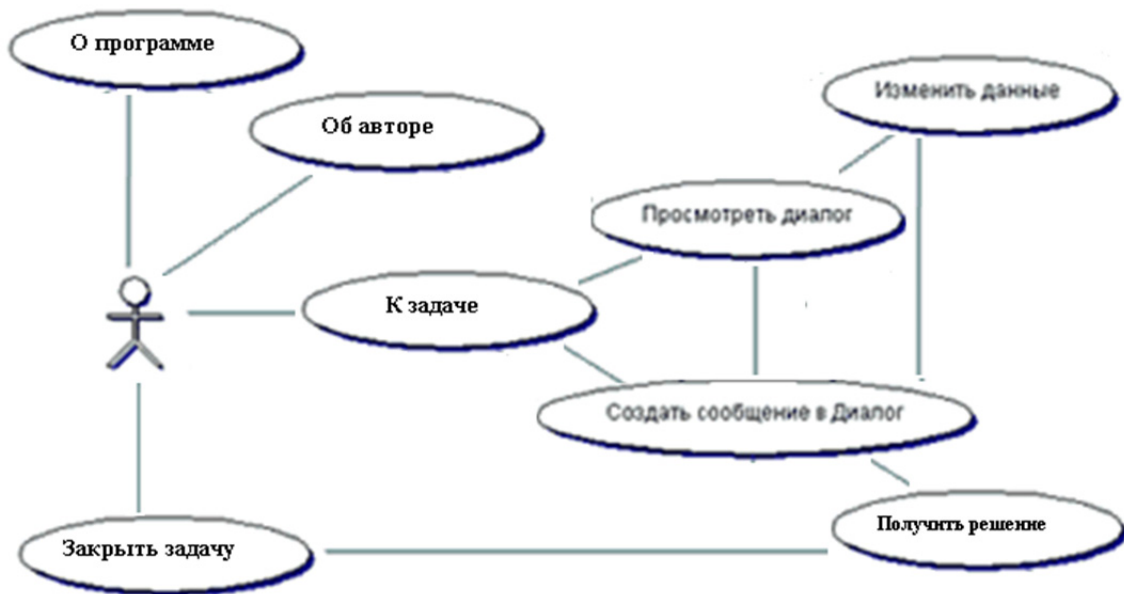 О программе
Изменить данные
Об авторе
Просмотреть диалог
К задаче
Создать сообщение в Диалог
Получить решение
Закрыть задачу